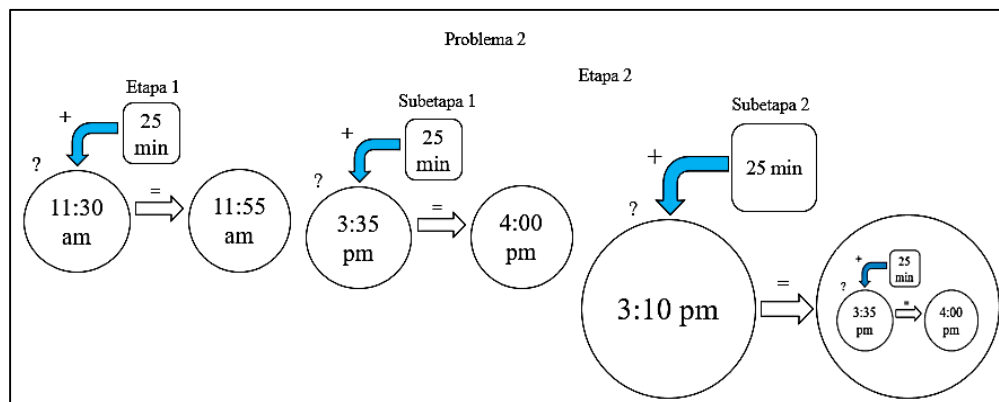 Problema 2
Etapa 1
+
25
min
?
11:30
am
=
11:55
am
Etapa 2
Subetapa 1
+
25
min
?
3:35
pm
=
4:00
pm
Subetapa 2
+
25 min
?
3:10 pm
=
+
25
min
?
3:35
pm
=
4:00
pm